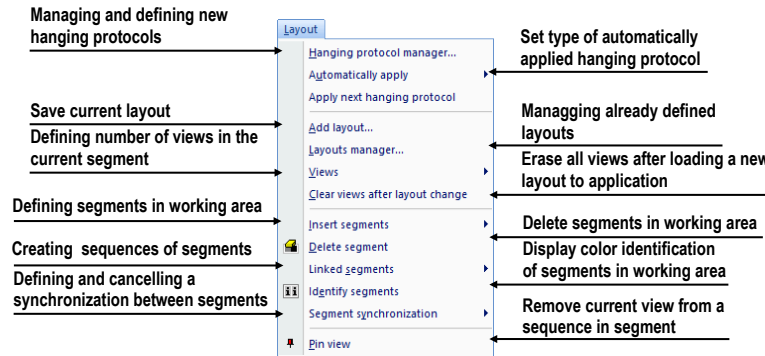 Managing and defining new
hanging protocols
Save current layout
Defining number of views in the
current segment
Defining segments in working area
Creating sequences of segments
Defining and cancelling a
synchronization between segments
Layout
Hanging protocol manager...
Automatically apply
Apply next hanging protocol
Add layout...
Layouts manager...
Views
Clear views after layout change
Insert segments
Delete segment
Linked segments
Identify segments
Segment synchronization
Pin view
Set type of automatically
applied hanging protocol
Managging already defined
layouts
Erase all views after loading a new
layout to application
Delete segments in working area
Display color identification
of segments in working area
Remove current view from a
sequence in segment